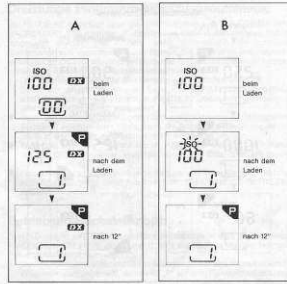 A
ISO
100 DX
00
beim
Laden
P
125 DX
1
nach dem
Laden
P
DX
1
nach 12"
B
ISO
100
beim
Laden
ISO
100
1
nach dem
Laden
P
1
nach 12"